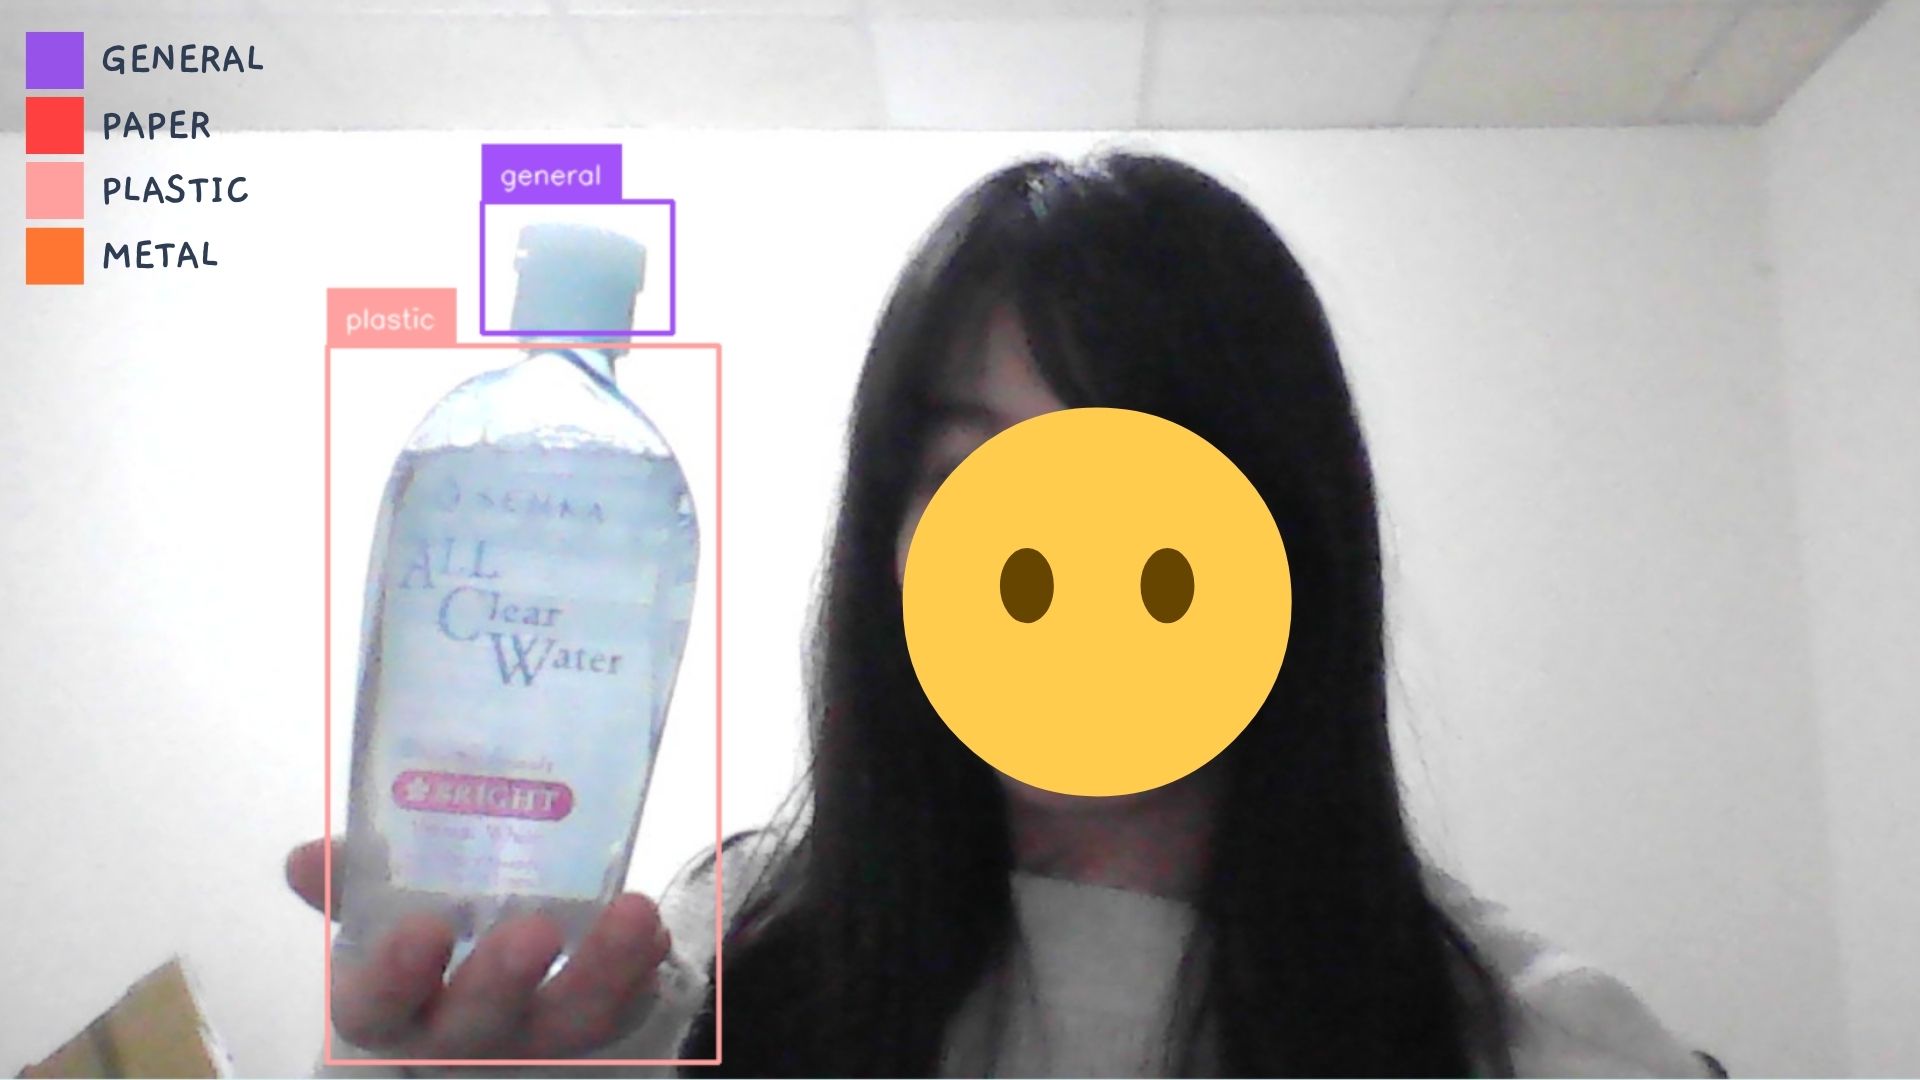 GENERAL
PAPER
PLASTIC
METAL
general
plastic
SENKA
ALL
Clear
Water
BRIGHT